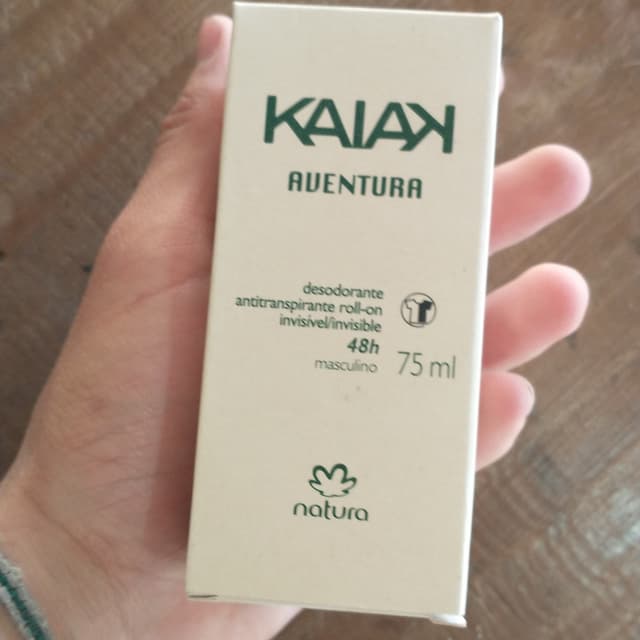 KAIAK
AVENTURA
desodorante
antitranspirante roll-on
invisível/invisible
48h
masculino 75 ml
natura